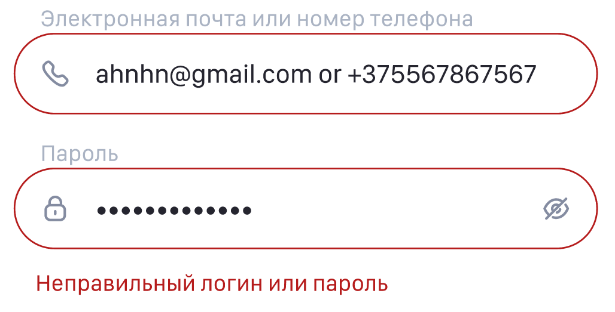 Электронная почта или номер телефона
ahnhn@gmail.com or +375567867567
Пароль
•••••••••••••
Неправильный логин или пароль